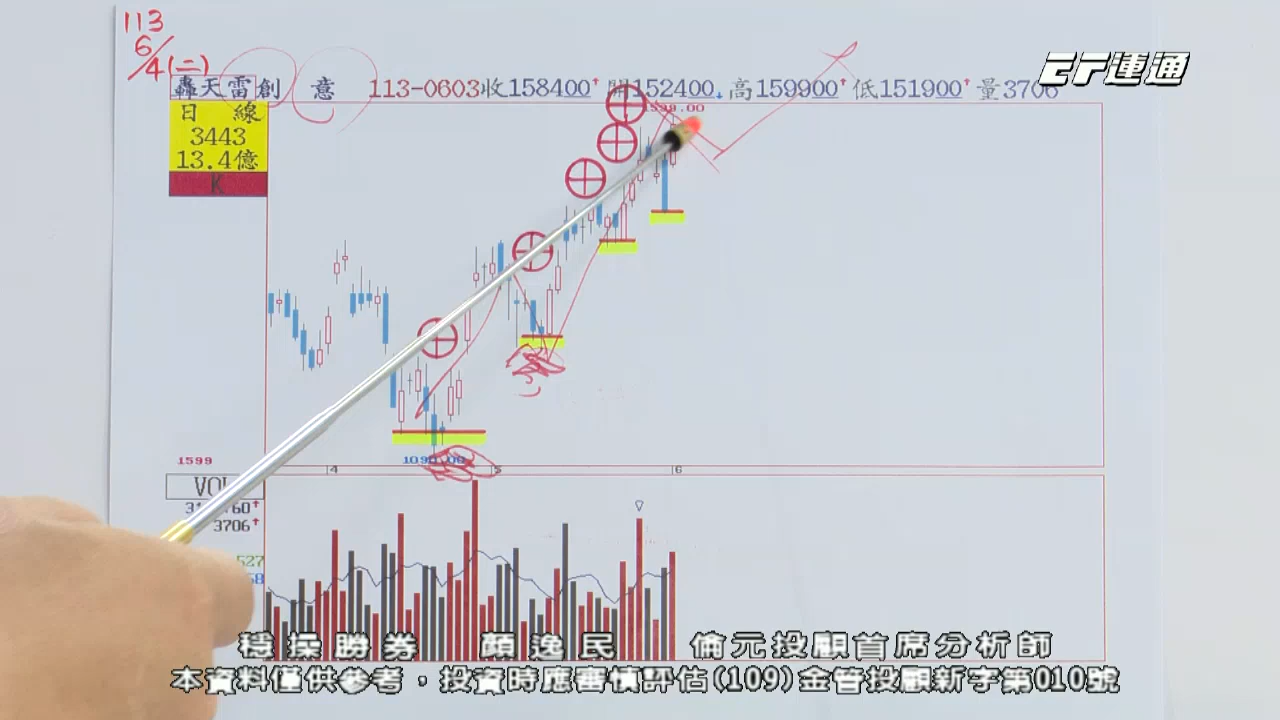 113
6/4(二)
EF運通
轟天雷創意 113-0603收158400↑開152400↓高159900↑低151900↑量3706
日 線
3443
13.4億
K
1599.00
1599
4
5
6
VOL
3706↑
527
穩操勝券 顏逸民 倫元投顧首席分析師
本資料僅供參考，投資時應審慎評估(109)金管投顧新字第010號